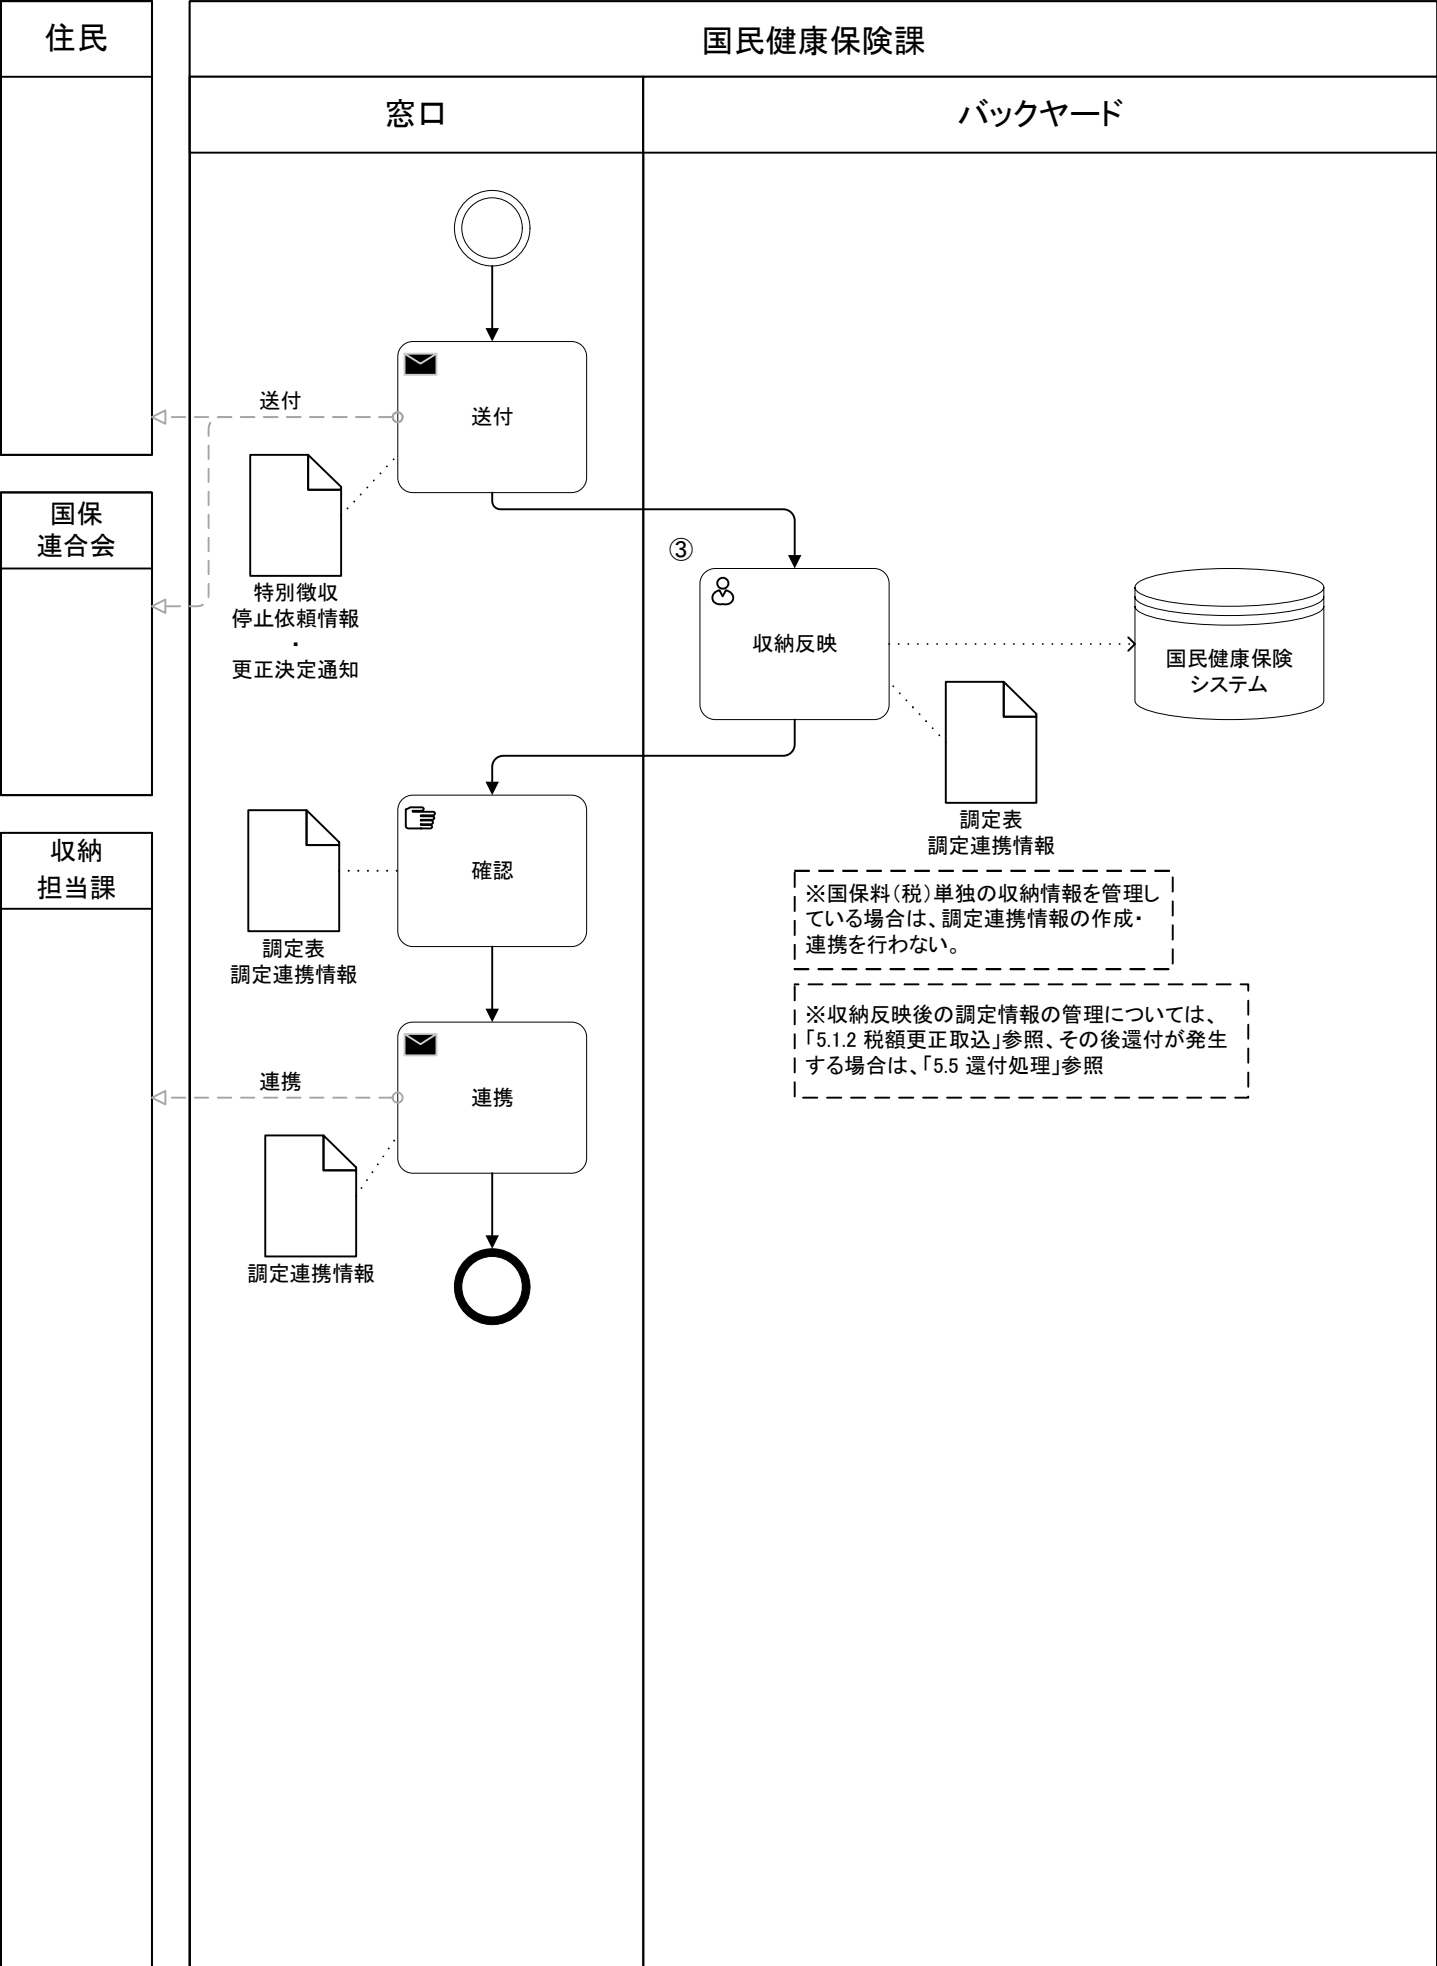 住民
国民健康保険課
窓口
バックヤード
送付
送付
特別徴収
停止依頼情報
・
更正決定通知
国保
連合会
③
収納反映
国民健康保険
システム
調定表
調定連携情報
収納
担当課
確認
調定表
調定連携情報
※国保料（税）単独の収納情報を管理し
ている場合は、調定連携情報の作成・
連携を行わない。
※収納反映後の調定情報の管理については、
「5.1.2 税額更正取込」参照、その後還付が発生
する場合は、「5.5 還付処理」参照
連携
連携
調定連携情報